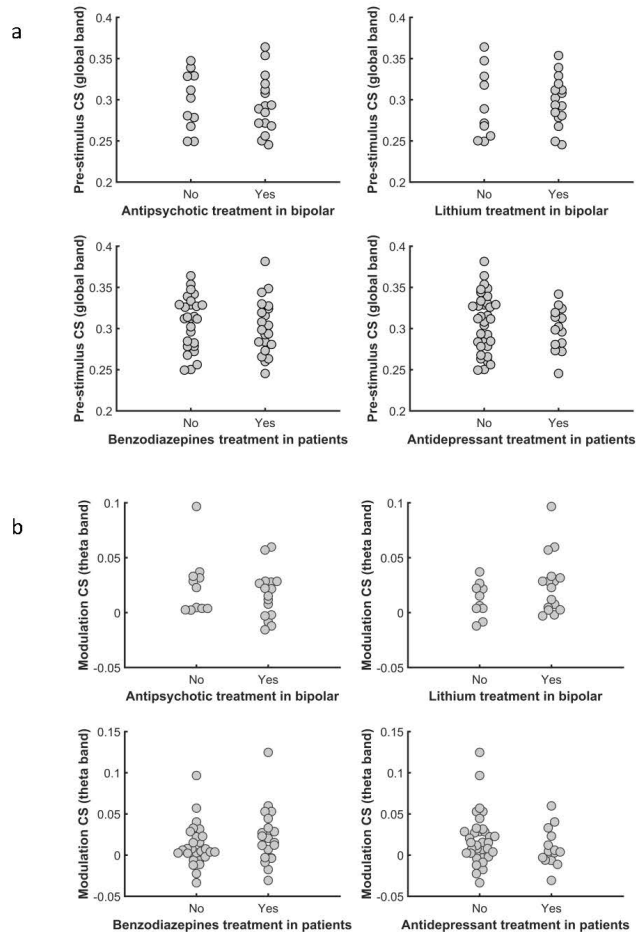 a
Pre-stimulus CS (global band)
0.4
0.35
0.3
0.25
0.2
No Yes
Antipsychotic treatment in bipolar
Pre-stimulus CS (global band)
0.4
0.35
0.3
0.25
0.2
No Yes
Lithium treatment in bipolar
Pre-stimulus CS (global band)
0.4
0.35
0.3
0.25
0.2
No Yes
Benzodiazepines treatment in patients
Pre-stimulus CS (global band)
0.4
0.35
0.3
0.25
0.2
No Yes
Antidepressant treatment in patients
b
Modulation CS (theta band)
0.1
0.05
0
-0.05
No Yes
Antipsychotic treatment in bipolar
Modulation CS (theta band)
0.1
0.05
0
-0.05
No Yes
Lithium treatment in bipolar
Modulation CS (theta band)
0.15
0.1
0.05
0
-0.05
No Yes
Benzodiazepines treatment in patients
Modulation CS (theta band)
0.15
0.1
0.05
0
-0.05
No Yes
Antidepressant treatment in patients